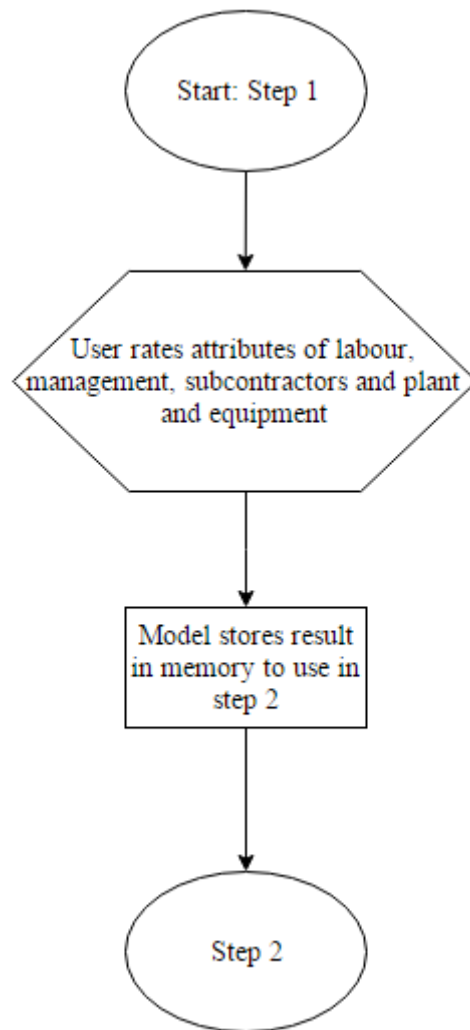 Start: Step 1
User rates attributes of labour,
management, subcontractors and plant
and equipment
Model stores result
in memory to use in
step 2
Step 2